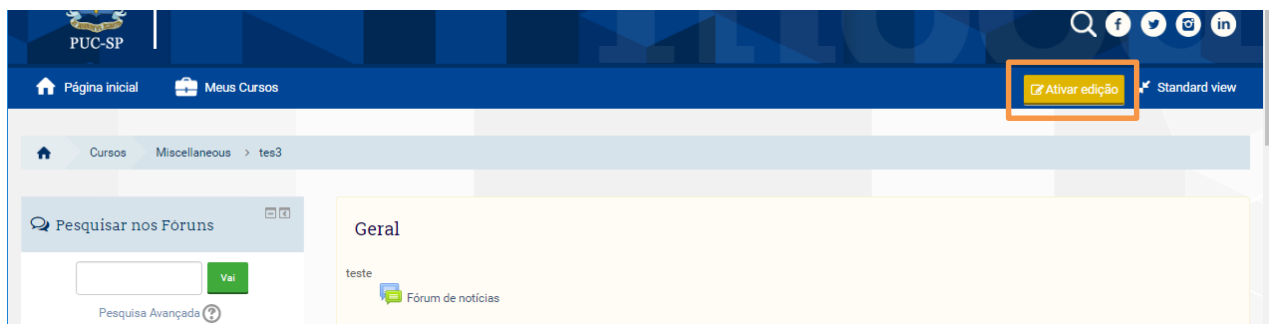 PUC-SP
Página inicial
Meus Cursos
Ativar edição
Standard view
Cursos
Miscellaneous > tes3
Pesquisar nos Fóruns
Vai
Pesquisa Avançada
Geral
teste
Fórum de notícias